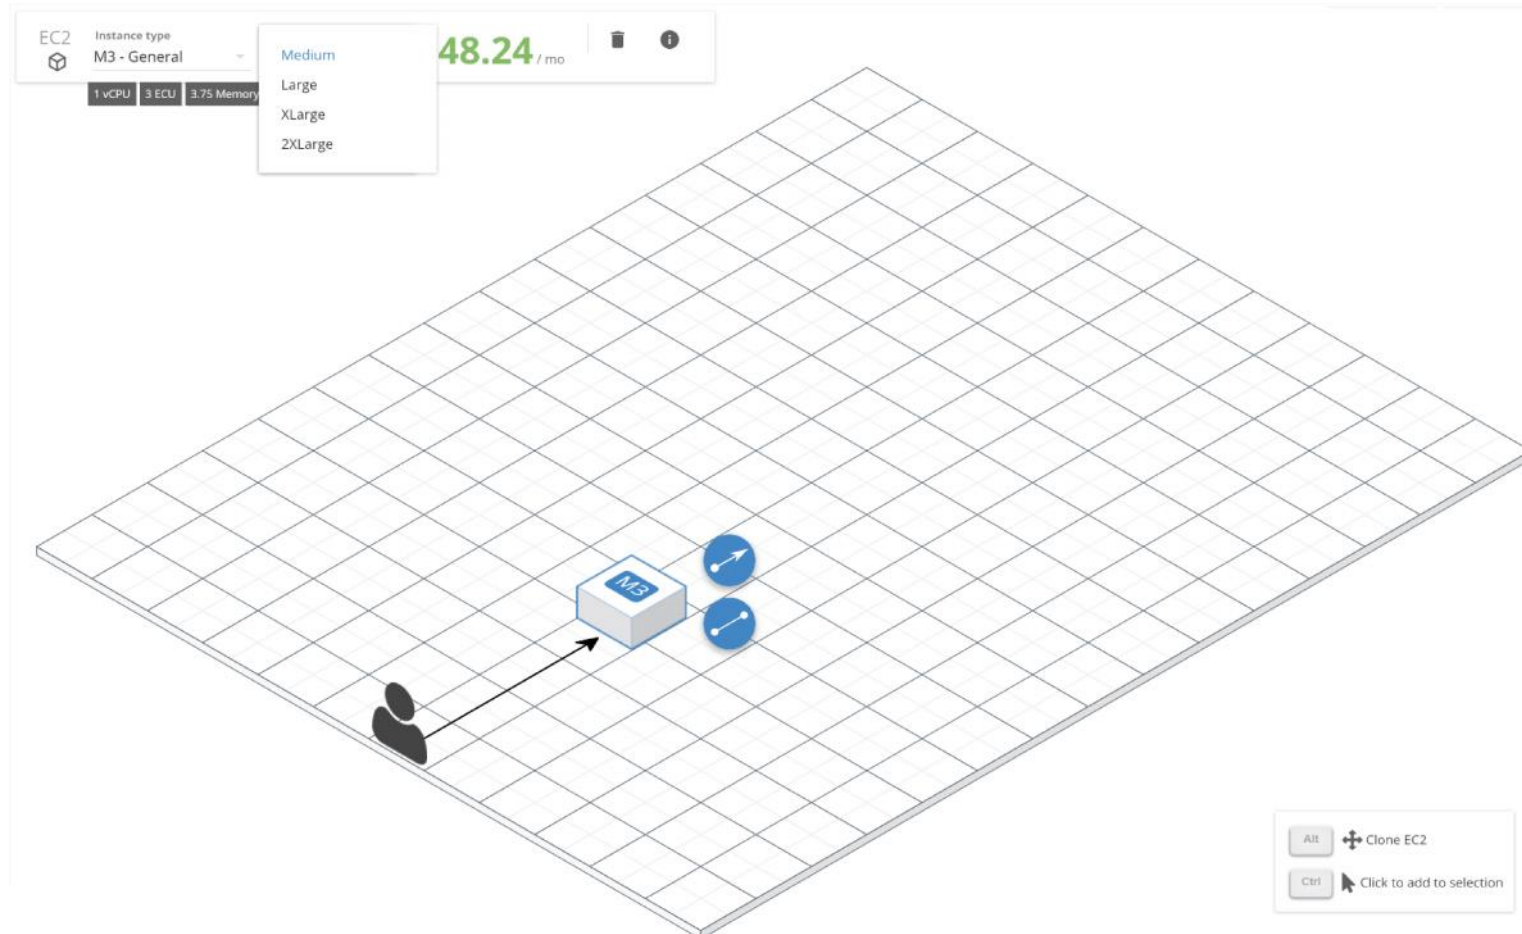 EC2
Instance type
M3 - General
1 vCPU 3 ECU 3.75 Memory
Medium
Large
XLarge
2XLarge
48.24 / mo
M3
Alt Clone EC2
Ctrl Click to add to selection